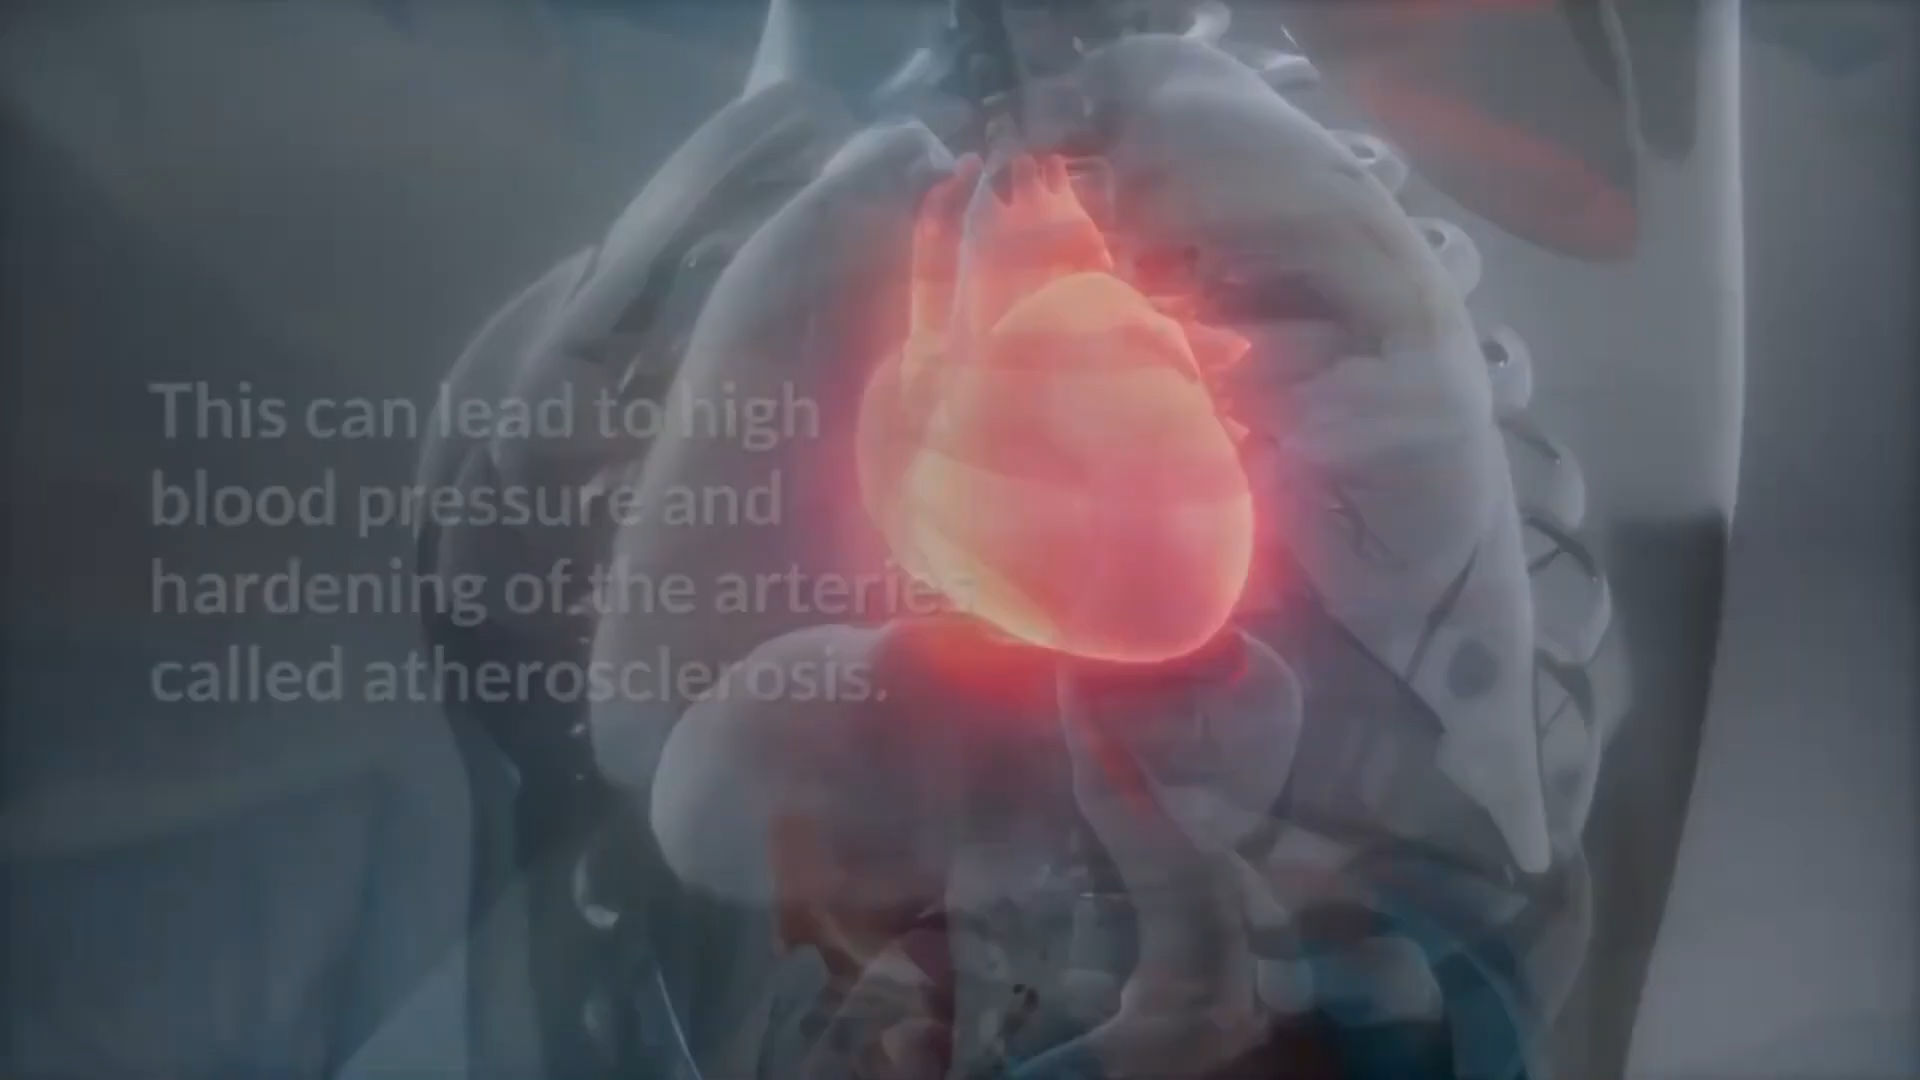 This can lead to high
blood pressure and
hardening of the arteries
called atherosclerosis.